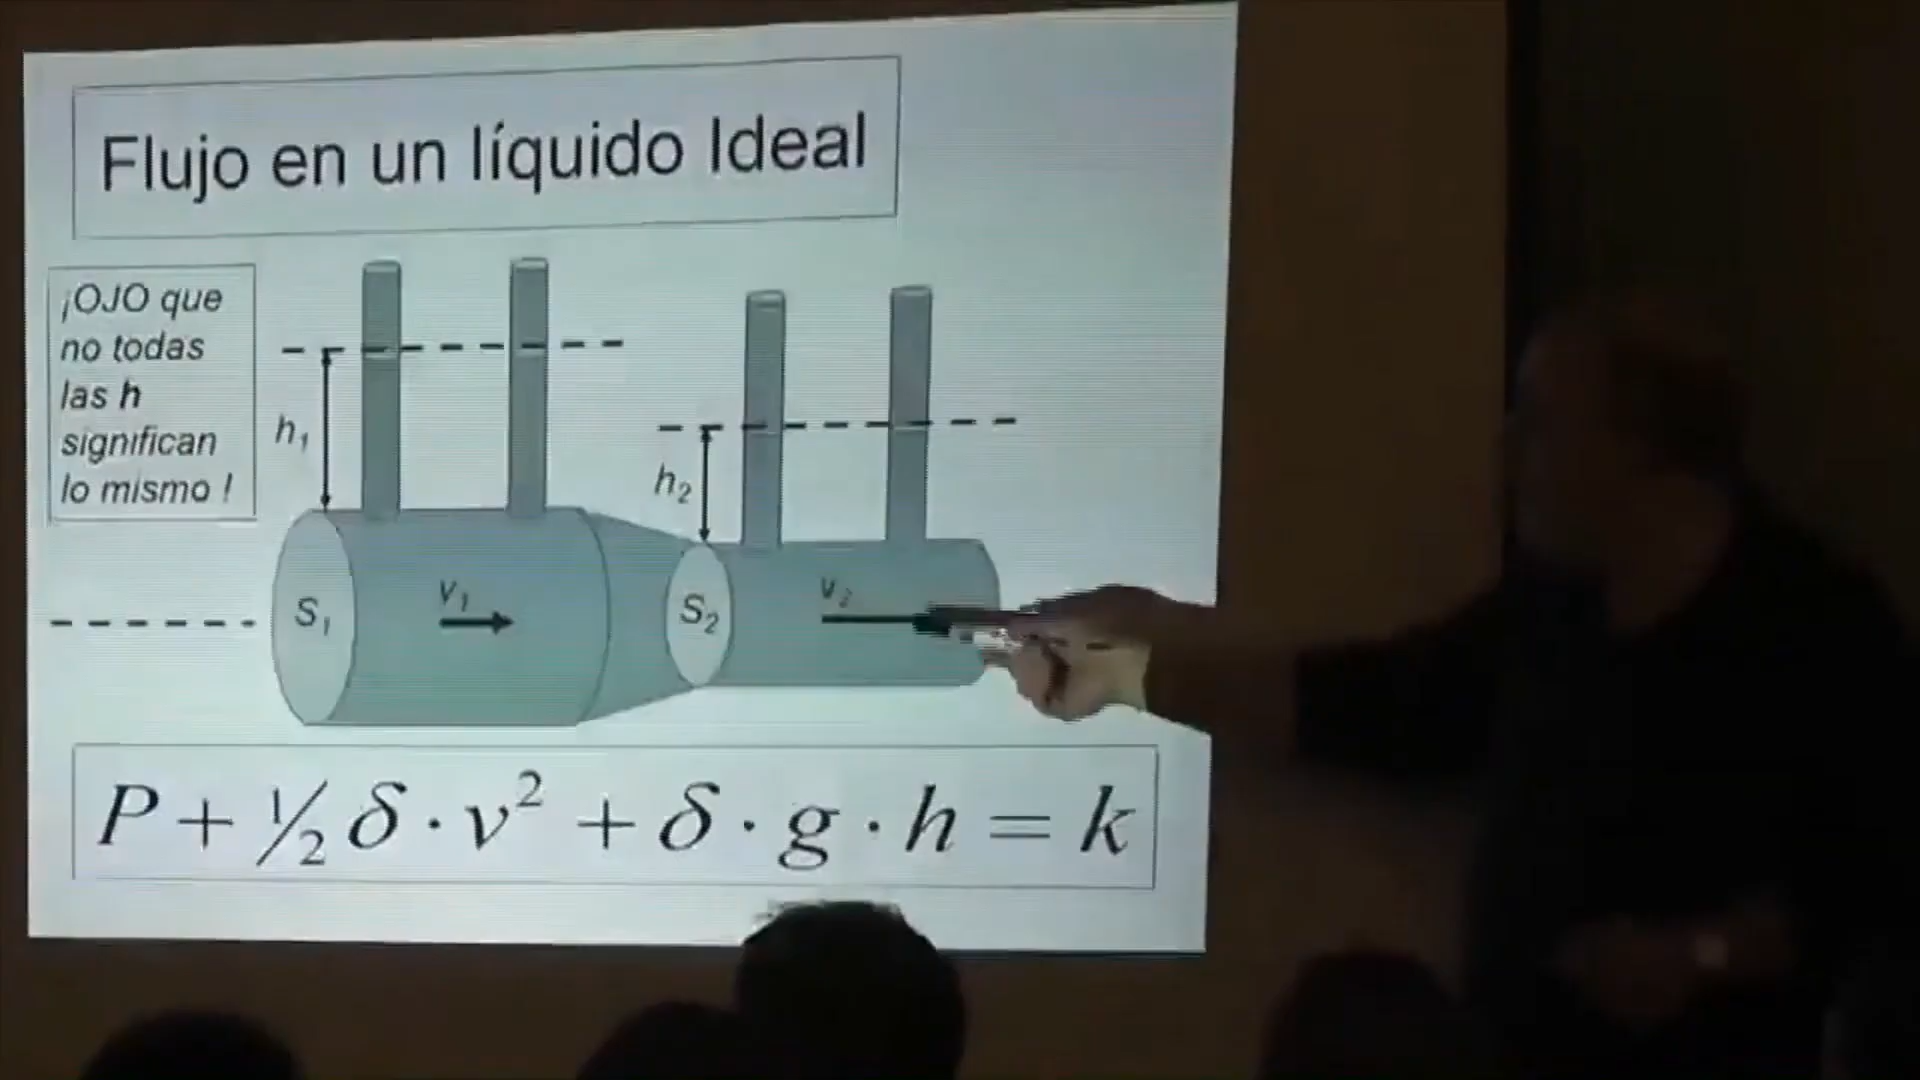 Flujo en un líquido Ideal
¡OJO que
no todas
las h
significan
lo mismo !
h₁
h₂
S₁
v₁
S₂
v₂
P + ½ δ · v² + δ · g · h = k